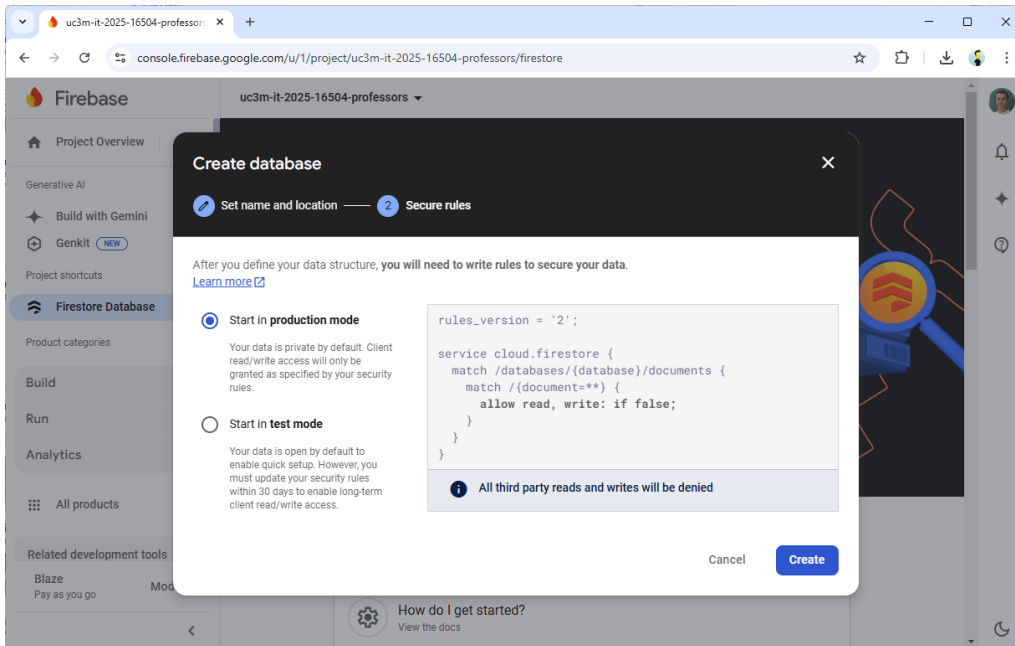 uc3m-it-2025-16504-professors
console.firebase.google.com/u/1/project/uc3m-it-2025-16504-professors/firestore
Firebase
uc3m-it-2025-16504-professors
Project Overview
Generative AI
Build with Gemini
Genkit NEW
Project shortcuts
Firestore Database
Product categories
Build
Run
Analytics
All products
Related development tools
Blaze
Pay as you go
Mod
Create database
Set name and location
2 Secure rules
After you define your data structure, you will need to write rules to secure your data.
Learn more
Start in production mode
Your data is private by default. Client
read/write access will only be
granted as specified by your security
rules.
Start in test mode
Your data is open by default to
enable quick setup. However, you
must update your security rules
within 30 days to enable long-term
client read/write access.
rules_version = '2';
service cloud.firestore {
match /databases/{database}/documents {
match /{document=**} {
allow read, write: if false;
}
}
}
All third party reads and writes will be denied
Cancel
Create
How do I get started?
View the docs